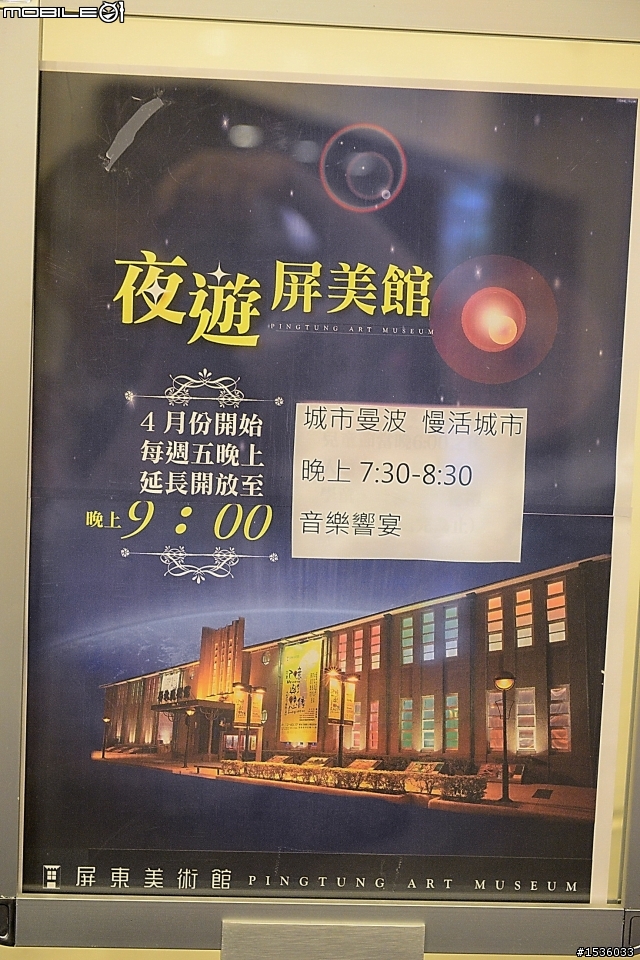 MOBILE01
夜遊屏美館
PINGTUNG ART MUSEUM
4月份開始
每週五晚上
延長開放至
晚上9:00
城市曼波 慢活城市
晚上 7:30-8:30
音樂響宴
屏東美術館 PINGTUNG ART MUSEUM
#1536033